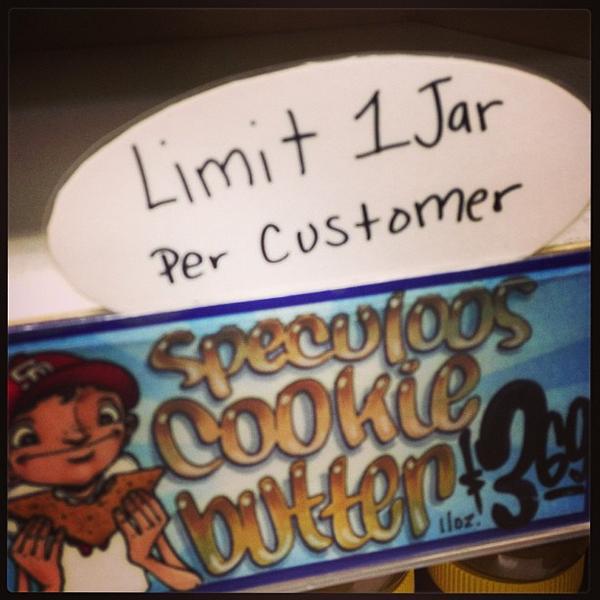 Limit 1 Jar
Per Customer
Speculoos
Cookie
butter
11oz.
$3.69